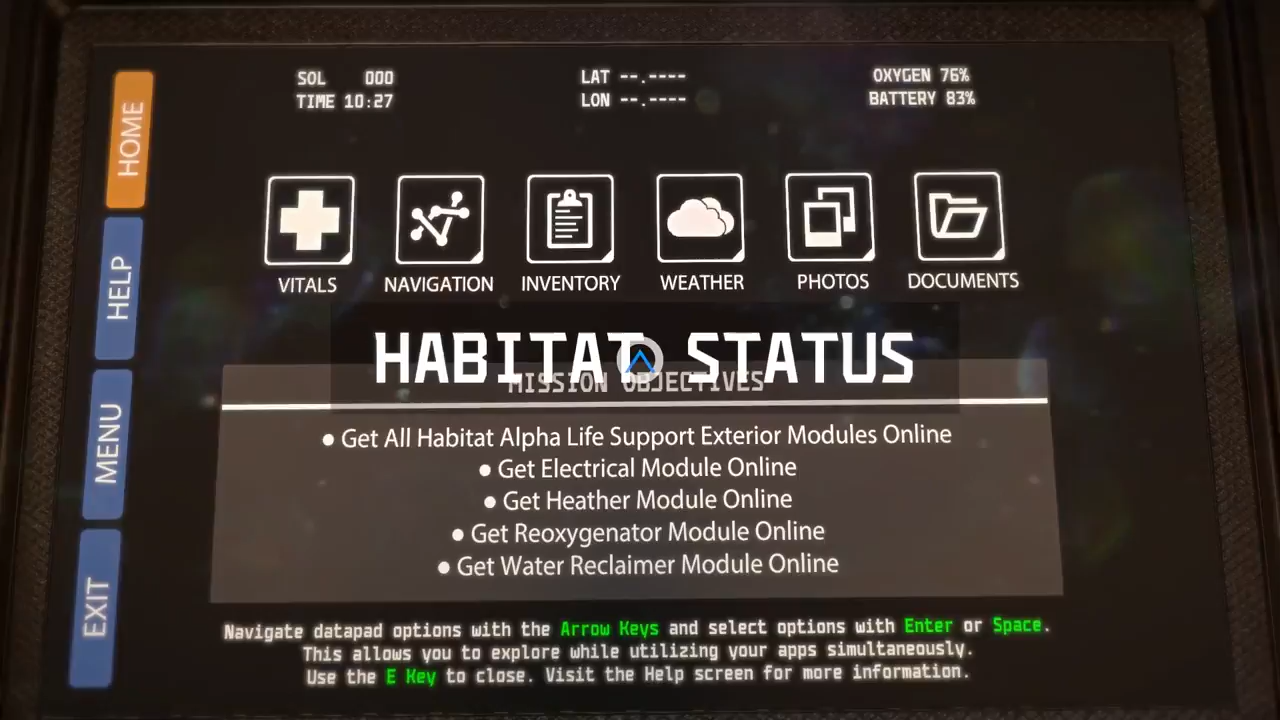 SOL 000
TIME 10:27
LAT --.----
LON --.----
OXYGEN 76%
BATTERY 83%
HOME
HELP
MENU
EXIT
VITALS
NAVIGATION
INVENTORY
WEATHER
PHOTOS
DOCUMENTS
HABITAT STATUS
MISSION OBJECTIVES
● Get All Habitat Alpha Life Support Exterior Modules Online
● Get Electrical Module Online
● Get Heather Module Online
● Get Reoxygenator Module Online
● Get Water Reclaimer Module Online
Navigate datapad options with the Arrow Keys and select options with Enter or Space.
This allows you to explore while utilizing your apps simultaneously.
Use the E Key to close. Visit the Help screen for more information.